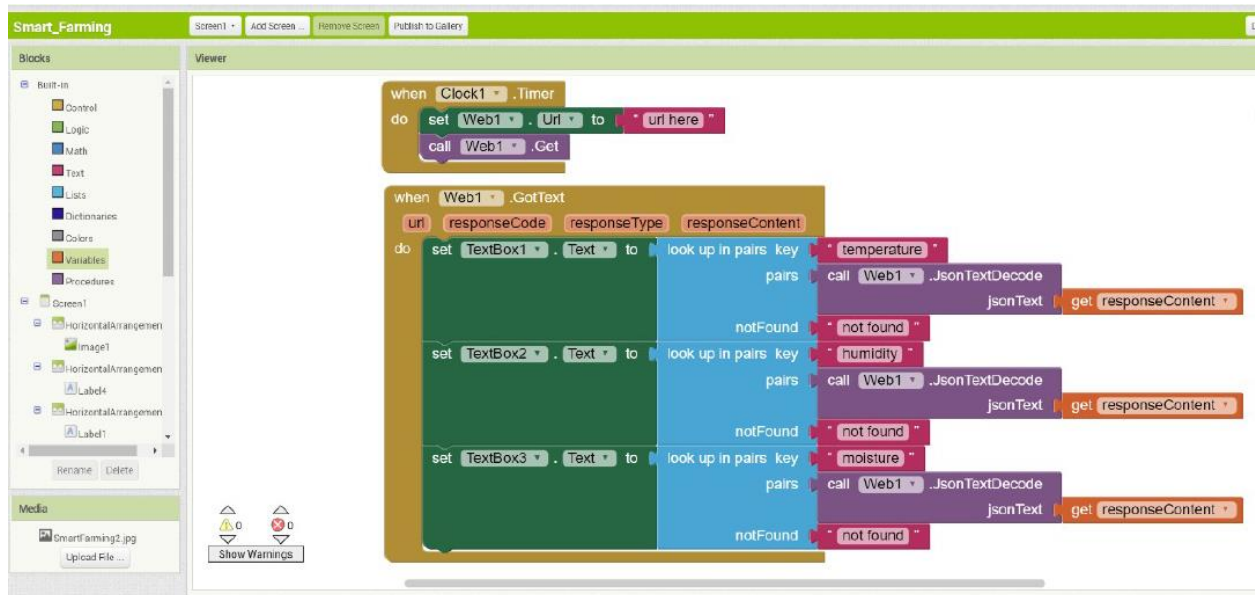 Smart_Farming
Screen1
Add Screen ...
Remove Screen
Publish to Gallery
Blocks
Viewer
Built-in
Control
Logic
Math
Text
Lists
Dictionaries
Colors
Variables
Procedures
Screen1
HorizontalArrangemen
Image1
HorizontalArrangemen
Label4
HorizontalArrangemen
Label1
Rename
Delete
Media
SmartFarming2.jpg
Upload File ...
when Clock1 .Timer
do set Web1 . Url to " url here "
call Web1 .Get
when Web1 .GotText
url responseCode responseType responseContent
do set TextBox1 . Text to look up in pairs key " temperature "
pairs call Web1 .JsonTextDecode
jsonText get responseContent
notFound " not found "
set TextBox2 . Text to look up in pairs key " humidity "
pairs call Web1 .JsonTextDecode
jsonText get responseContent
notFound " not found "
set TextBox3 . Text to look up in pairs key " moisture "
pairs call Web1 .JsonTextDecode
jsonText get responseContent
notFound " not found "
0
0
Show Warnings